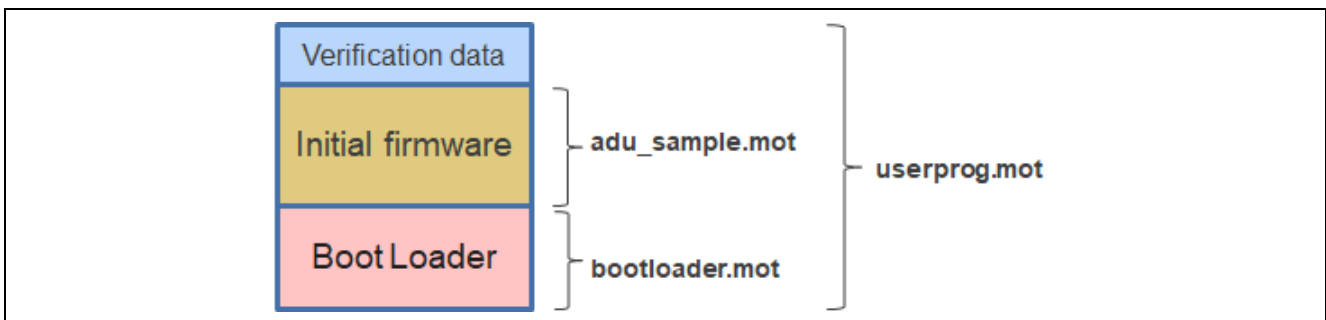 Verification data
Initial firmware
adu_sample.mot
userprog.mot
Boot Loader
bootloader.mot